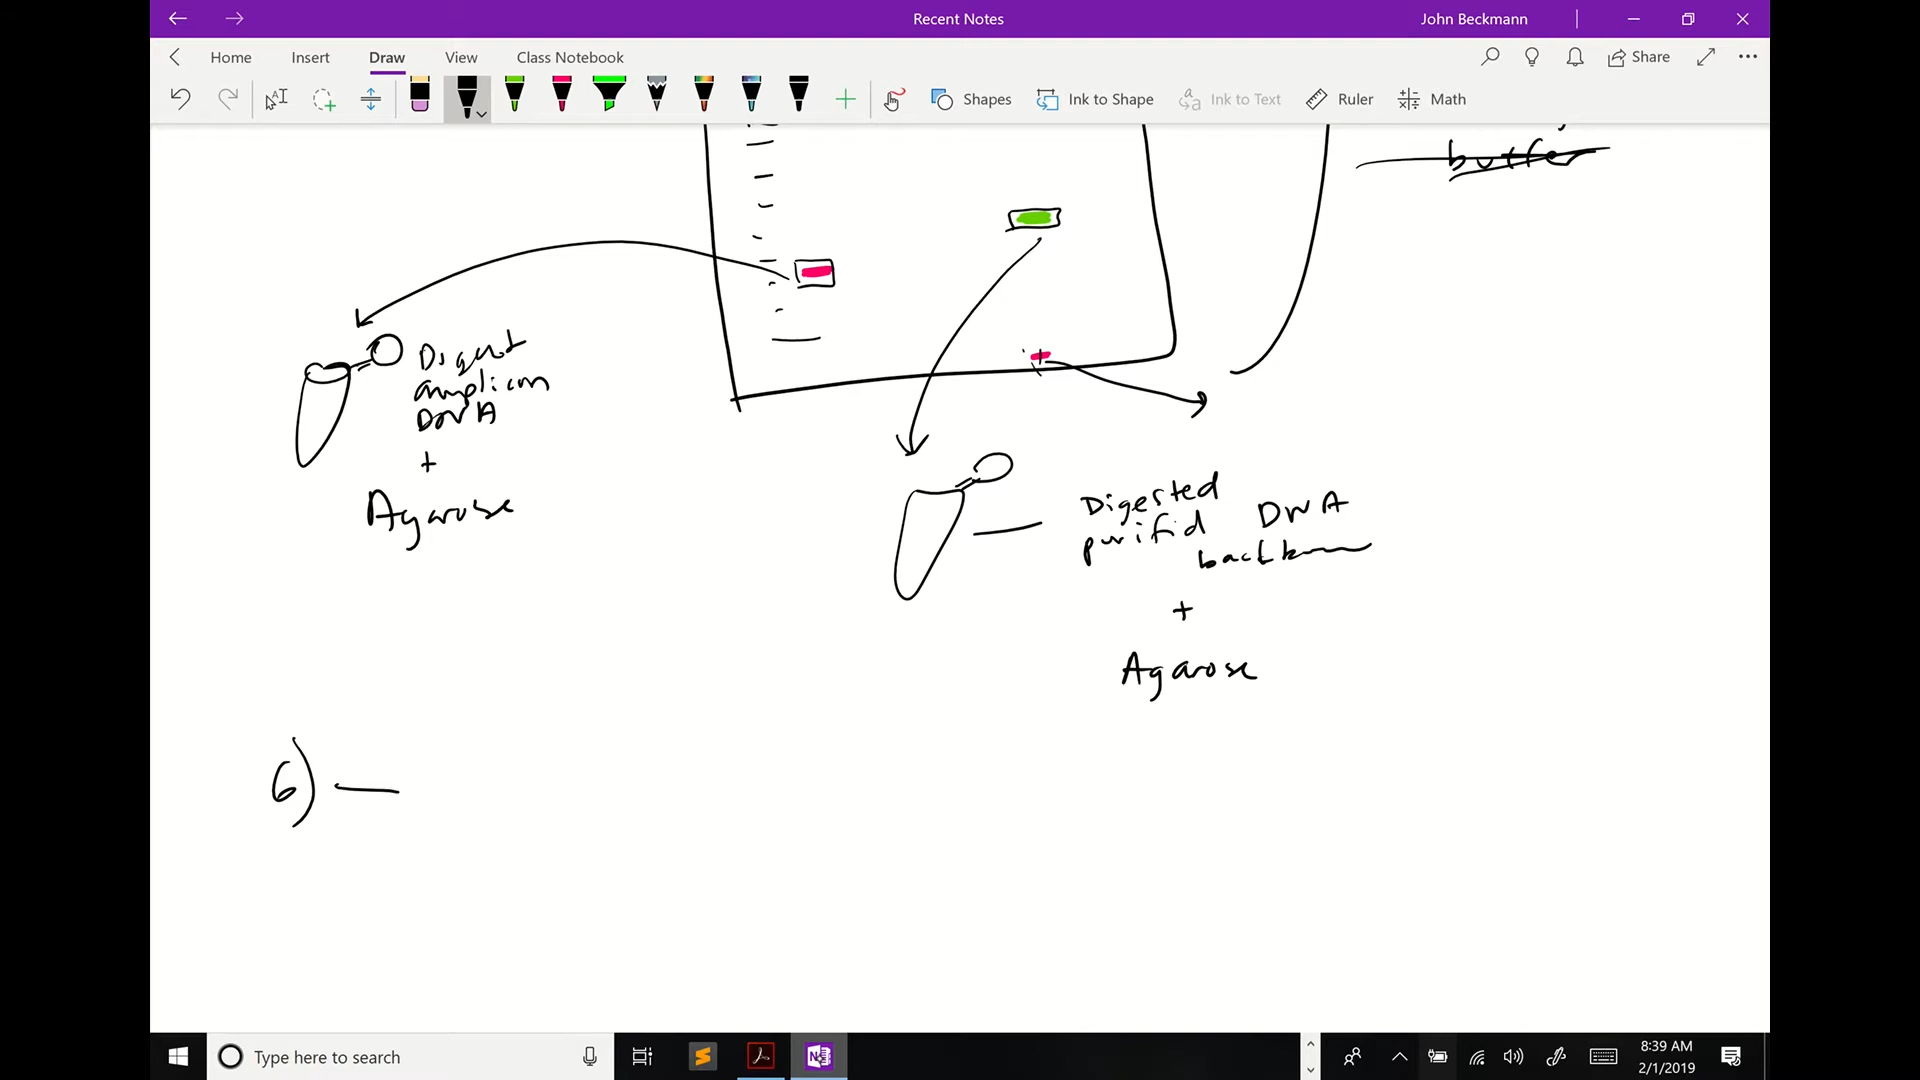 Recent Notes
John Beckmann
Home
Insert
Draw
View
Class Notebook
Share
Shapes
Ink to Shape
Ink to Text
Ruler
Math
buffer
Digest
amplicon
DNA
+
Agarose
Digested
purifid DNA
+
Agarose
6) —
Type here to search
8:39 AM
2/1/2019